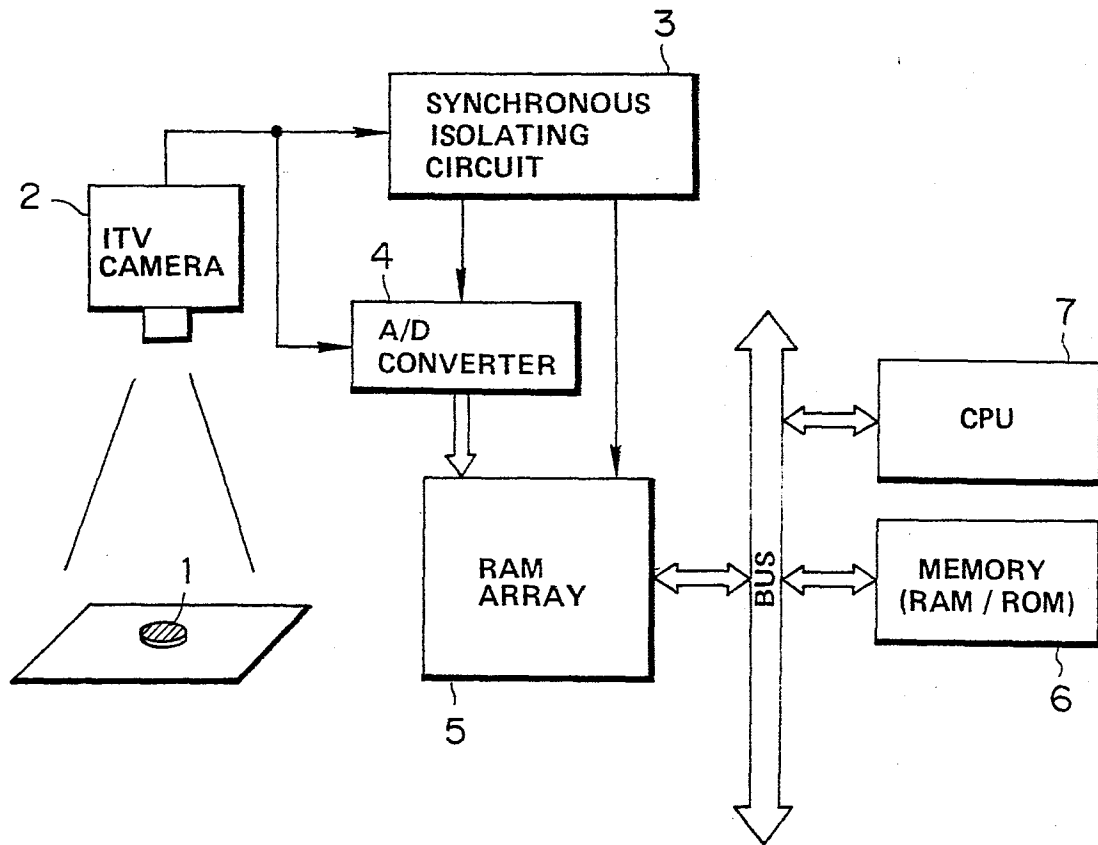 3
SYNCHRONOUS
ISOLATING
CIRCUIT
2
ITV
CAMERA
4
A/D
CONVERTER
7
CPU
1
RAM
ARRAY
BUS
MEMORY
(RAM / ROM)
5
6